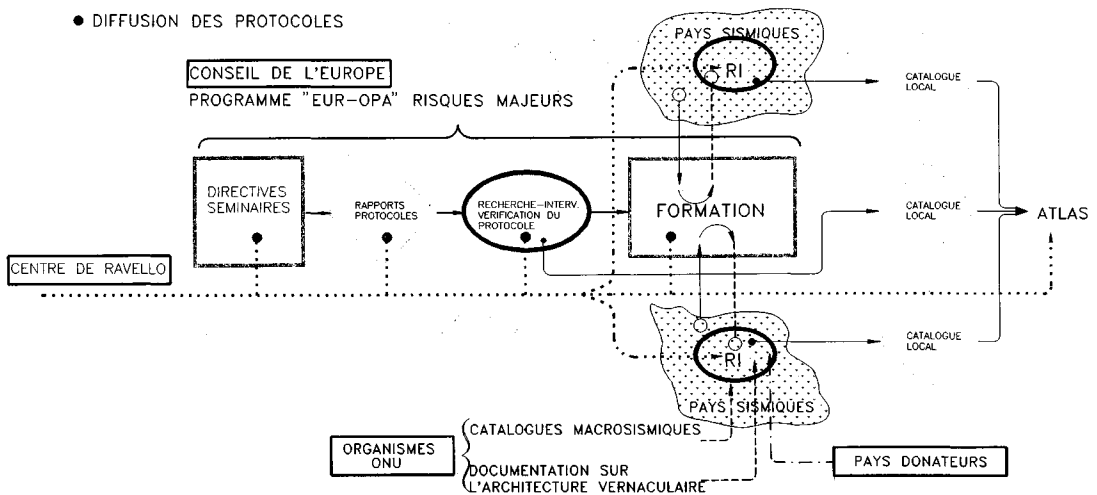 ● DIFFUSION DES PROTOCOLES
PAYS SISMIQUES
RI
CONSEIL DE L'EUROPE
PROGRAMME "EUR-OPA" RISQUES MAJEURS
CATALOGUE
LOCAL
DIRECTIVES
SEMINAIRES
RAPPORTS
PROTOCOLES
RECHERCHE-INTERV.
VERIFICATION DU
PROTOCOLE
FORMATION
CATALOGUE
LOCAL
ATLAS
CENTRE DE RAVELLO
CATALOGUE
LOCAL
RI
PAYS SISMIQUES
ORGANISMES
ONU
CATALOGUES MACROSISMIQUES
DOCUMENTATION SUR
L'ARCHITECTURE VERNACULAIRE
PAYS DONATEURS